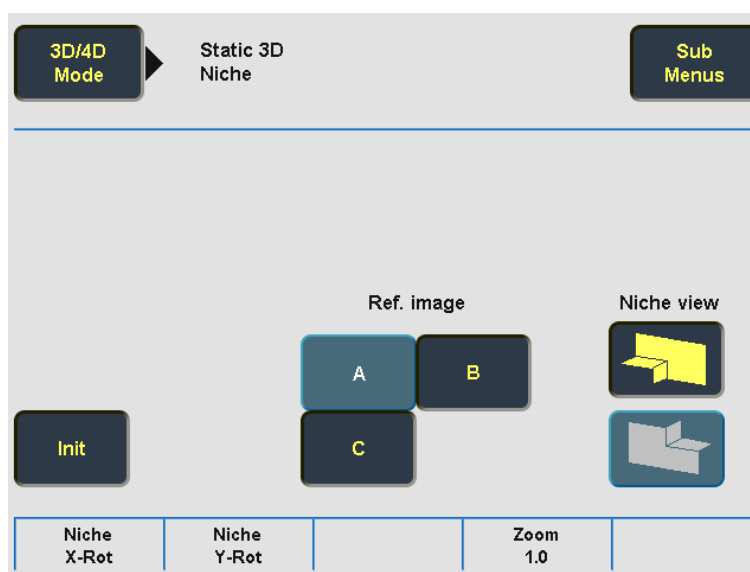 3D/4D
Mode
Static 3D
Niche
Sub
Menus
Ref. image
Niche view
A
B
Init
C
Niche
X-Rot
Niche
Y-Rot
Zoom
1.0